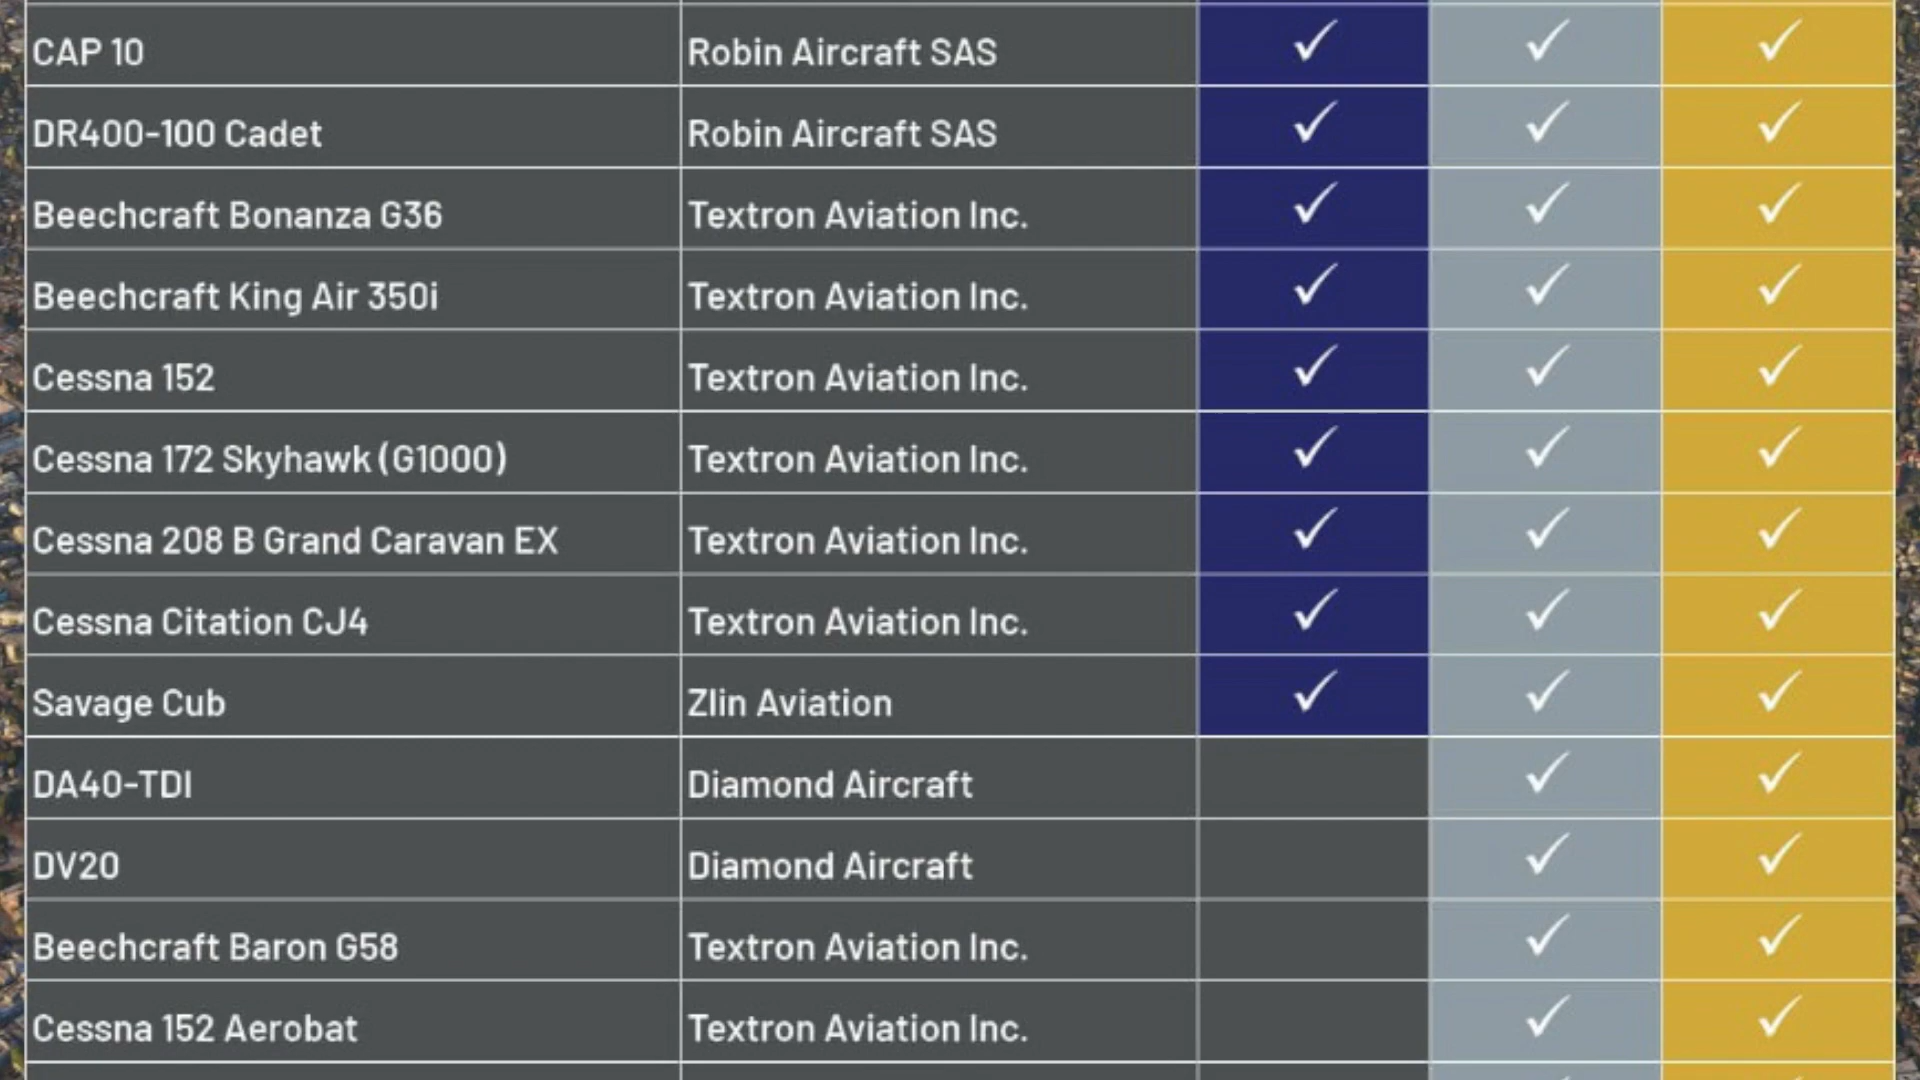 CAP 10 Robin Aircraft SAS ✓ ✓ ✓
DR400-100 Cadet Robin Aircraft SAS ✓ ✓ ✓
Beechcraft Bonanza G36 Textron Aviation Inc. ✓ ✓ ✓
Beechcraft King Air 350i Textron Aviation Inc. ✓ ✓ ✓
Cessna 152 Textron Aviation Inc. ✓ ✓ ✓
Cessna 172 Skyhawk (G1000) Textron Aviation Inc. ✓ ✓ ✓
Cessna 208 B Grand Caravan EX Textron Aviation Inc. ✓ ✓ ✓
Cessna Citation CJ4 Textron Aviation Inc. ✓ ✓ ✓
Savage Cub Zlin Aviation ✓ ✓ ✓
DA40-TDI Diamond Aircraft ✓ ✓
DV20 Diamond Aircraft ✓ ✓
Beechcraft Baron G58 Textron Aviation Inc. ✓ ✓
Cessna 152 Aerobat Textron Aviation Inc. ✓ ✓